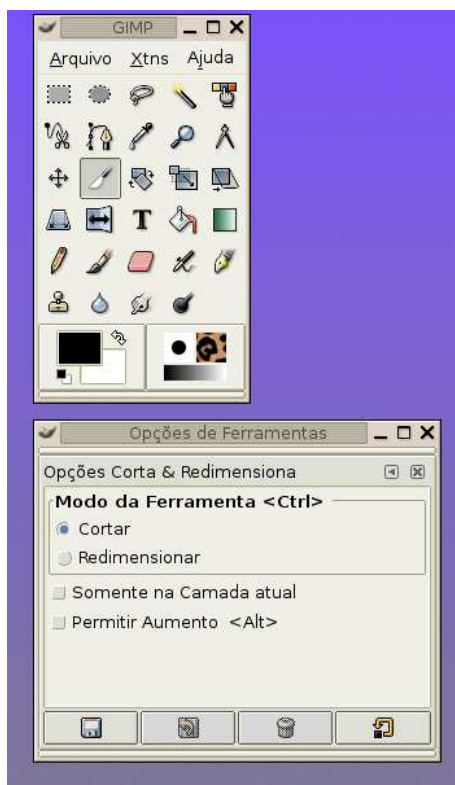 GIMP
Arquivo Xtns Ajuda
T
Opções de Ferramentas
Opções Corta & Redimensiona
Modo da Ferramenta <Ctrl>
Cortar
Redimensionar
Somente na Camada atual
Permitir Aumento <Alt>